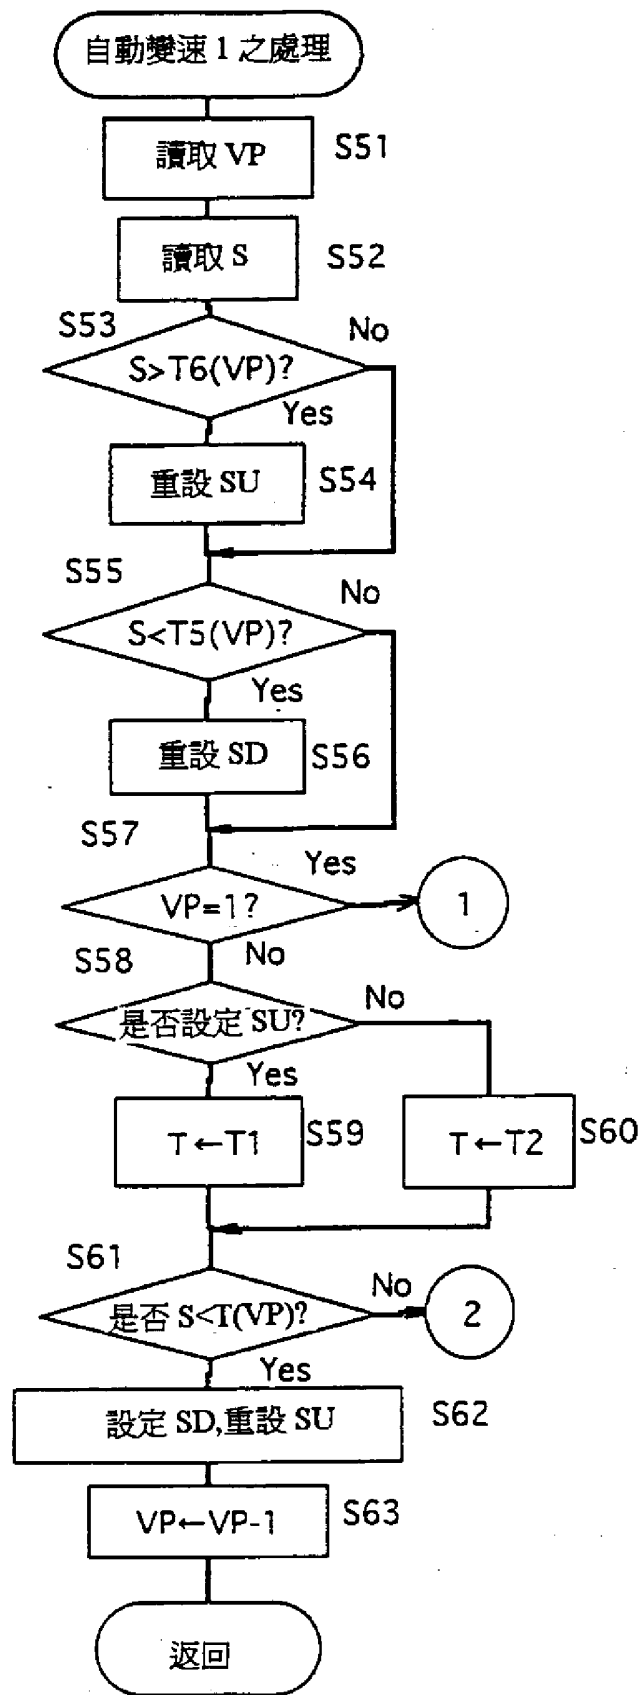 自動變速 1 之處理
讀取 VP
S51
讀取 S
S52
S53
No
S>T6(VP)?
Yes
重設 SU
S54
S55
No
S<T5(VP)?
Yes
重設 SD
S56
S57
Yes
VP=1?
1
S58
No
是否設定 SU?
No
Yes
T←T1
S59
T←T2
S60
S61
是否 S<T(VP)?
No
2
Yes
設定 SD,重設 SU
S62
VP←VP-1
S63
返回